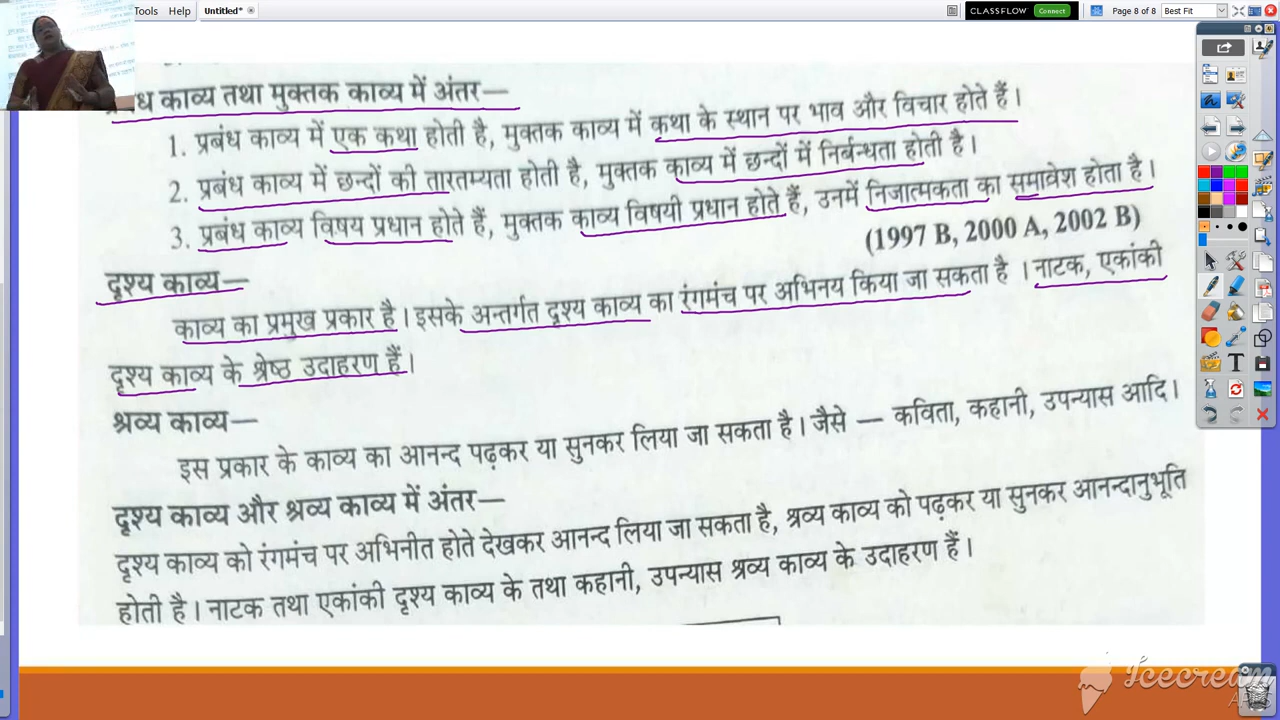 Tools Help Untitled*
CLASSFLOW Connect Page 8 of 8 Best Fit
काव्य तथा मुक्तक काव्य में अंतर—
1. प्रबंध काव्य में एक कथा होती है, मुक्तक काव्य में कथा के स्थान पर भाव और विचार होते हैं।
2. प्रबंध काव्य में छन्दों की तारतम्यता होती है, मुक्तक काव्य में छन्दों में निर्बन्धता होती है।
3. प्रबंध काव्य विषय प्रधान होते हैं, मुक्तक काव्य विषयी प्रधान होते हैं, उनमें निजात्मकता का समावेश होता है।
(1997 B, 2000 A, 2002 B)
दृश्य काव्य—
काव्य का प्रमुख प्रकार है। इसके अन्तर्गत दृश्य काव्य का रंगमंच पर अभिनय किया जा सकता है । नाटक, एकांकी
दृश्य काव्य के श्रेष्ठ उदाहरण हैं।
श्रव्य काव्य—
इस प्रकार के काव्य का आनन्द पढ़कर या सुनकर लिया जा सकता है। जैसे — कविता, कहानी, उपन्यास आदि।
दृश्य काव्य और श्रव्य काव्य में अंतर—
दृश्य काव्य को रंगमंच पर अभिनीत होते देखकर आनन्द लिया जा सकता है, श्रव्य काव्य को पढ़कर या सुनकर आनन्दानुभूति
होती है। नाटक तथा एकांकी दृश्य काव्य के तथा कहानी, उपन्यास श्रव्य काव्य के उदाहरण हैं।
Icecream
APPS